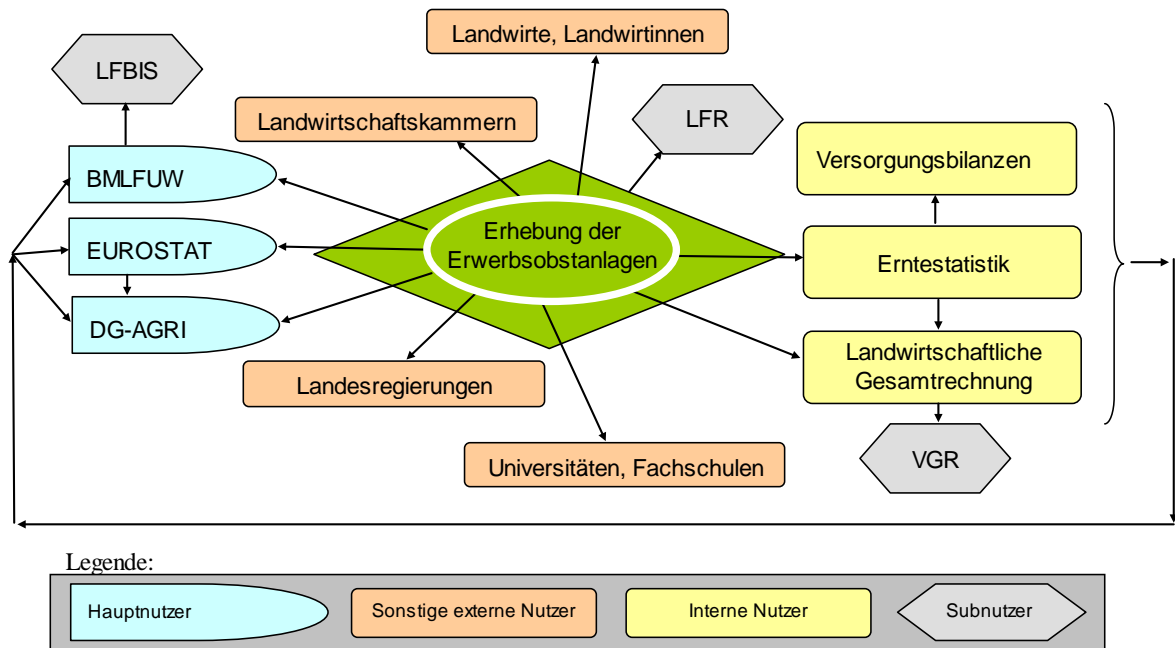 Landwirte, Landwirtinnen
LFBIS
Landwirtschaftskammern
LFR
Versorgungsbilanzen
BMLFUW
EUROSTAT
Erhebung der
Erwerbsobstanlagen
Erntestatistik
DG-AGRI
Landwirtschaftliche
Gesamtrechnung
Landesregierungen
Universitäten, Fachschulen
VGR
Legende:
Hauptnutzer
Sonstige externe Nutzer
Interne Nutzer
Subnutzer